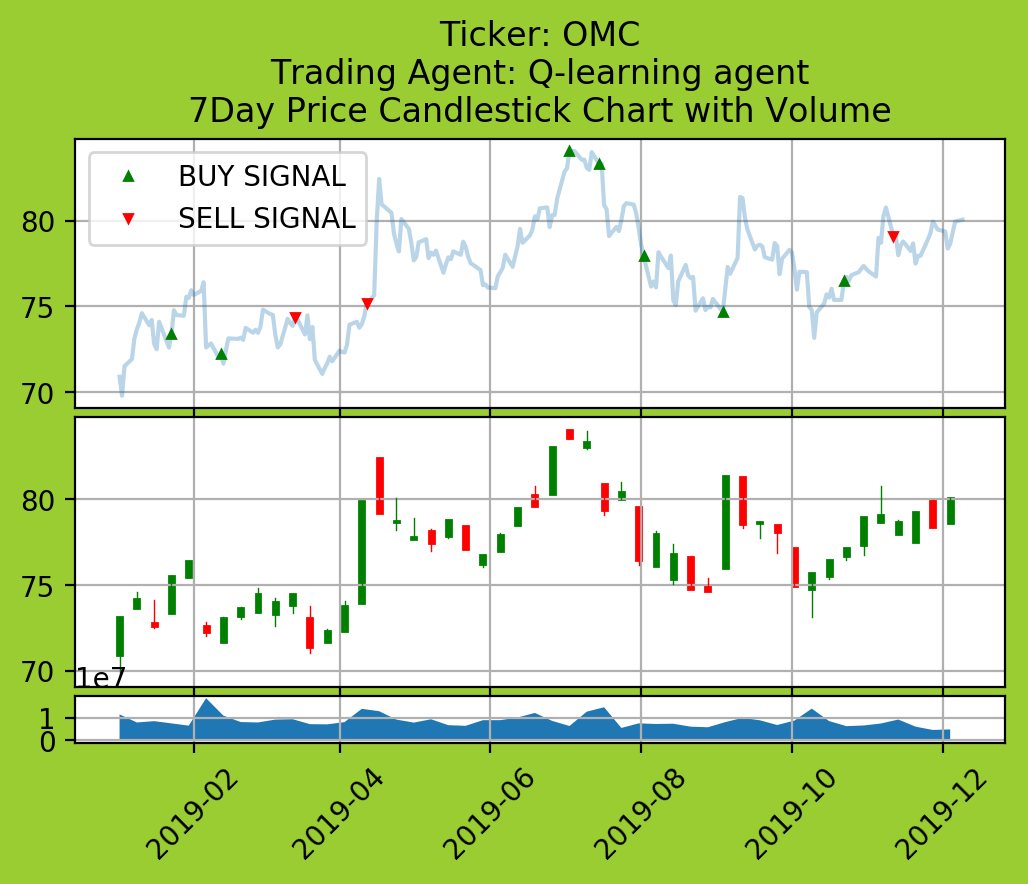 Ticker: OMC
Trading Agent: Q-learning agent
7Day Price Candlestick Chart with Volume
BUY SIGNAL
SELL SIGNAL
80
75
70
80
75
70
1e7
1
0
2019-02
2019-04
2019-06
2019-08
2019-10
2019-12